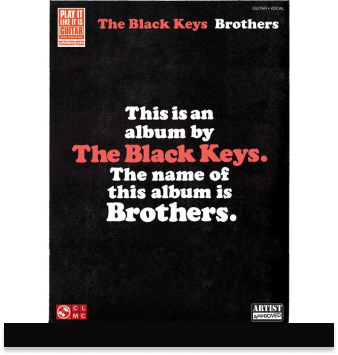 GUITAR • VOCAL
PLAY IT
LIKE IT IS
GUITAR
The Black Keys Brothers
This is an
album by
The Black Keys.
The name of
this album is
Brothers.
C L
M C
ARTIST
APPROVED